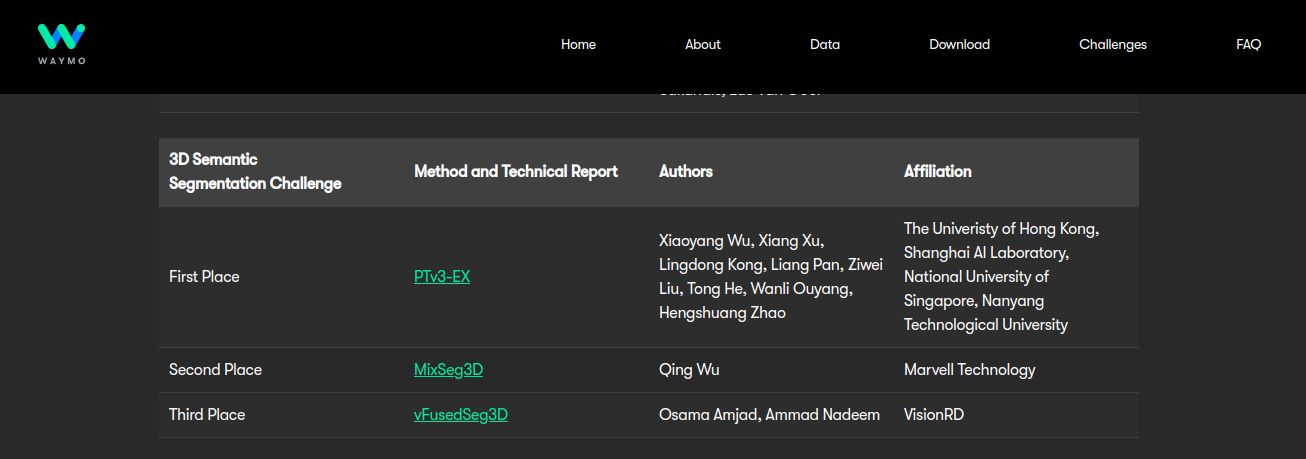 WAYMO
Home About Data Download Challenges FAQ
3D Semantic
Segmentation Challenge
Method and Technical Report
Authors
Affiliation
First Place
PTv3-EX
Xiaoyang Wu, Xiang Xu,
Lingdong Kong, Liang Pan, Ziwei
Liu, Tong He, Wanli Ouyang,
Hengshuang Zhao
The Univeristy of Hong Kong,
Shanghai AI Laboratory,
National University of
Singapore, Nanyang
Technological University
Second Place
MixSeg3D
Qing Wu
Marvell Technology
Third Place
vFusedSeg3D
Osama Amjad, Ammad Nadeem
VisionRD